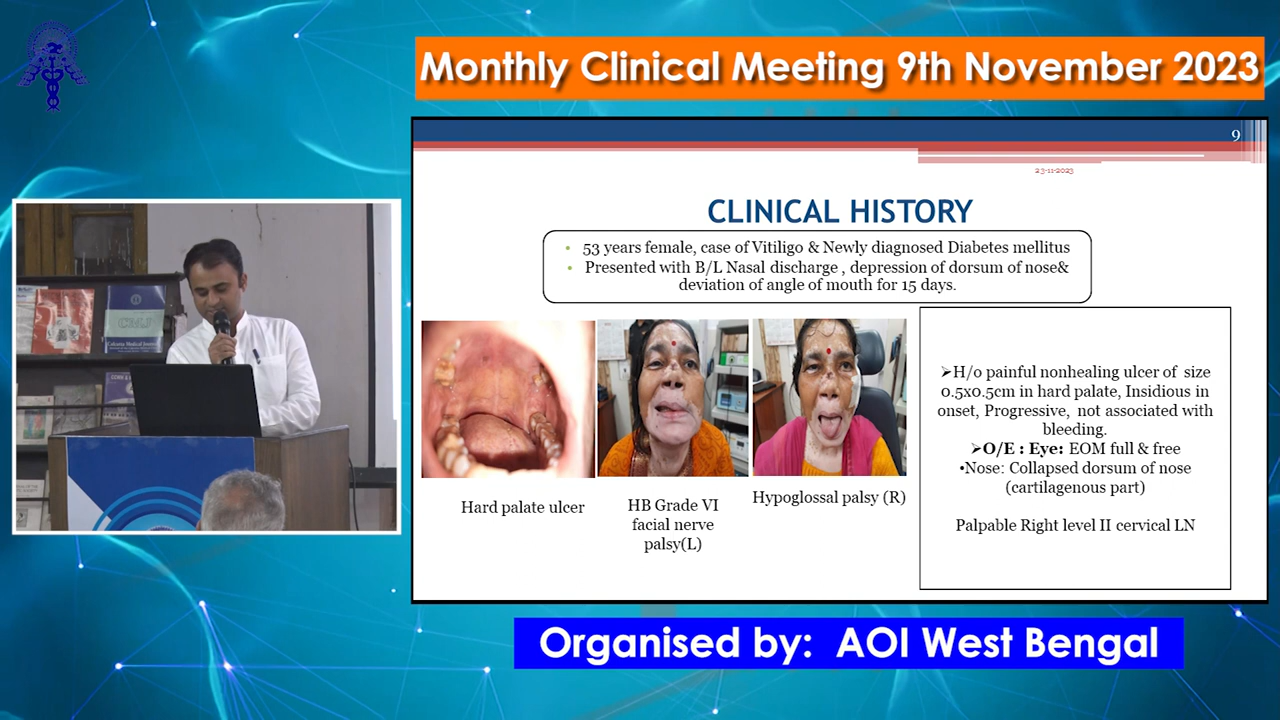 Monthly Clinical Meeting 9th November 2023
9
23-11-2023
CLINICAL HISTORY
• 53 years female, case of Vitiligo & Newly diagnosed Diabetes mellitus
• Presented with B/L Nasal discharge , depression of dorsum of nose&
deviation of angle of mouth for 15 days.
Hard palate ulcer
HB Grade VI
facial nerve
palsy(L)
Hypoglossal palsy (R)
➢H/o painful nonhealing ulcer of size
0.5x0.5cm in hard palate, Insidious in
onset, Progressive, not associated with
bleeding.
➢O/E : Eye: EOM full & free
•Nose: Collapsed dorsum of nose
(cartilagenous part)
Palpable Right level II cervical LN
Organised by: AOI West Bengal